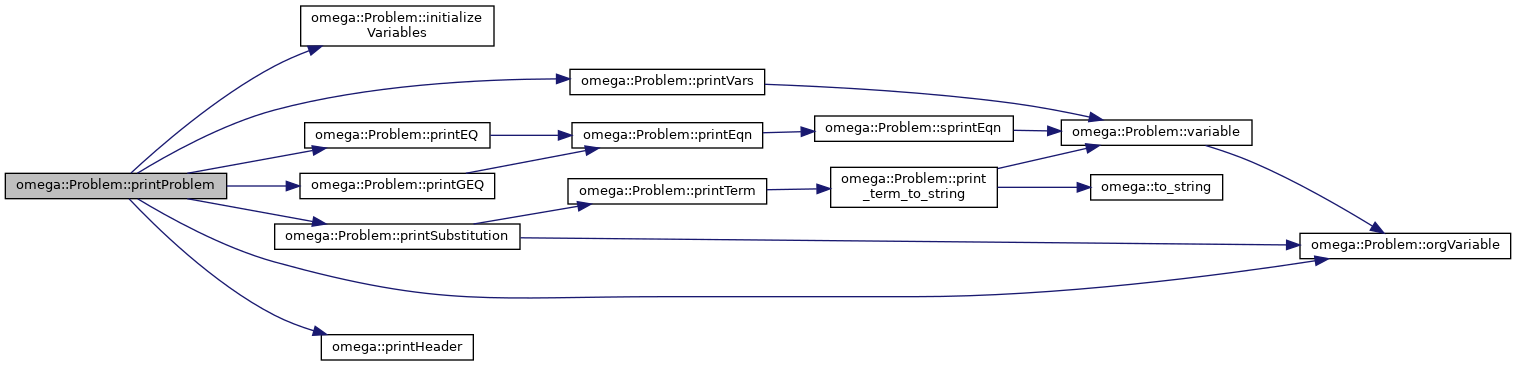 omega::Problem::initialize
Variables
omega::Problem::printVars
omega::Problem::printEQ
omega::Problem::printEqn
omega::Problem::sprintEqn
omega::Problem::variable
omega::Problem::printProblem
omega::Problem::printGEQ
omega::Problem::printTerm
omega::Problem::print
_term_to_string
omega::to_string
omega::Problem::printSubstitution
omega::Problem::orgVariable
omega::printHeader